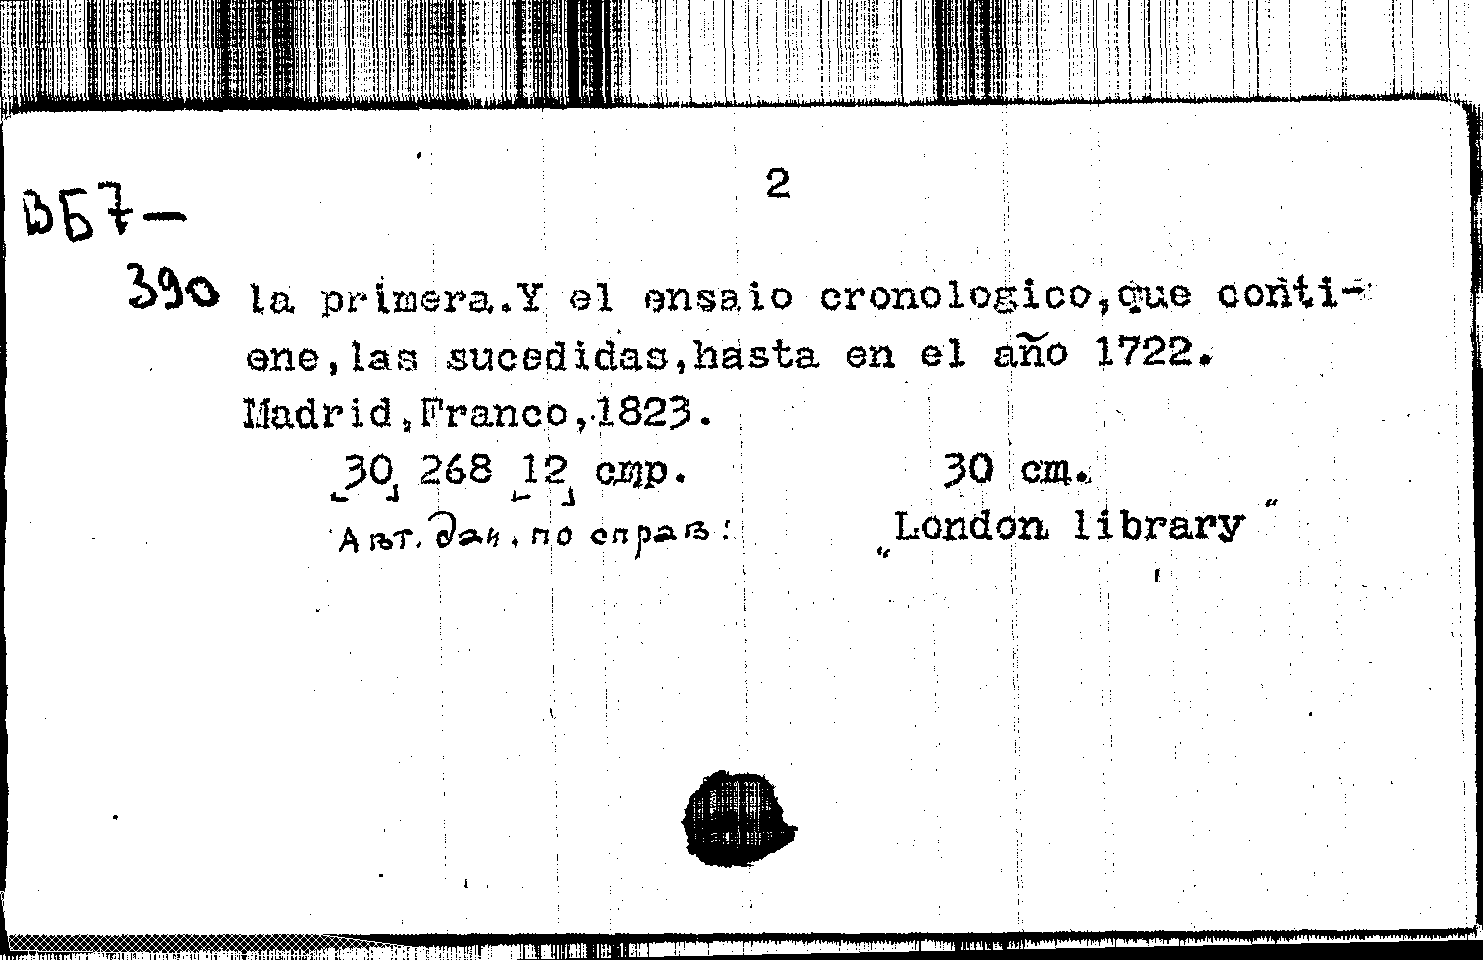 2
ВБ7-
390 la primera.Y el ensaio cronologico,que conti-
ene,las sucedidas,hasta en el año 1722.
Madrid,Franco,1823.
⌞30⌟ 268 ⌞12⌟ стр. 30 см.
Авт. дан. по справ: „London library“